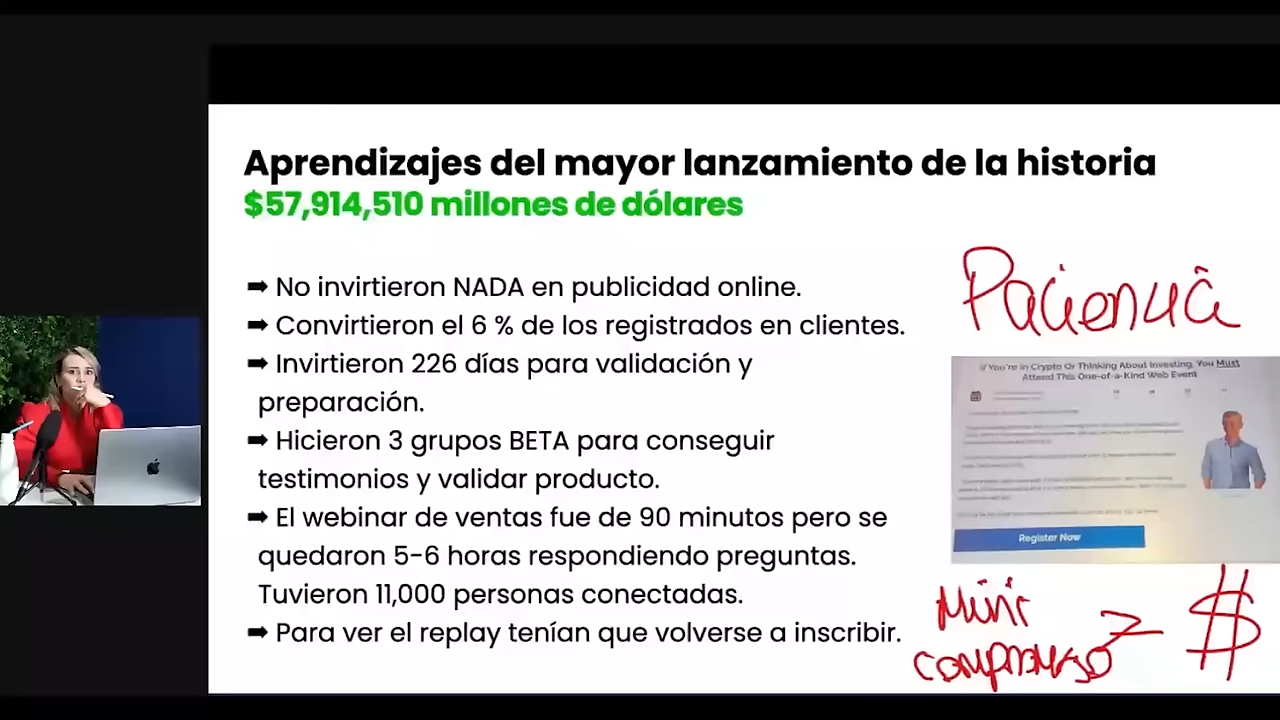 Aprendizajes del mayor lanzamiento de la historia
$57,914,510 millones de dólares
➡ No invirtieron NADA en publicidad online.
➡ Convirtieron el 6 % de los registrados en clientes.
➡ Invirtieron 226 días para validación y
preparación.
➡ Hicieron 3 grupos BETA para conseguir
testimonios y validar producto.
➡ El webinar de ventas fue de 90 minutos pero se
quedaron 5-6 horas respondiendo preguntas.
Tuvieron 11,000 personas conectadas.
➡ Para ver el replay tenían que volverse a inscribir.
Paciencia
If You're In Crypto Or Thinking About Investing, You Must
Attend This One-of-a-Kind Web Event
Register Now
Mini
compromiso
$